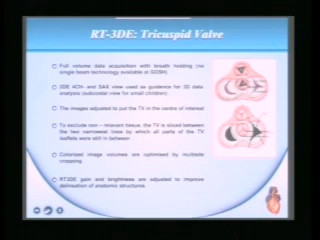 RT-3DE: Tricuspid Valve
Full volume data acquisition with breath holding (no
single beam technology available at GOSH)
2DE 4CH- and SAX view used as guidance for 3D data
analysis (subcostal view for small children)
The images adjusted to put the TV in the centre of interest
To exclude non – relevant tissue, the TV is sliced between
the two narrowest lines by which all parts of the TV
leaflets were still in between
Colorized image volumes are optimised by multiple
cropping
RT3DE gain and brightness are adjusted to improve
delineation of anatomic structures